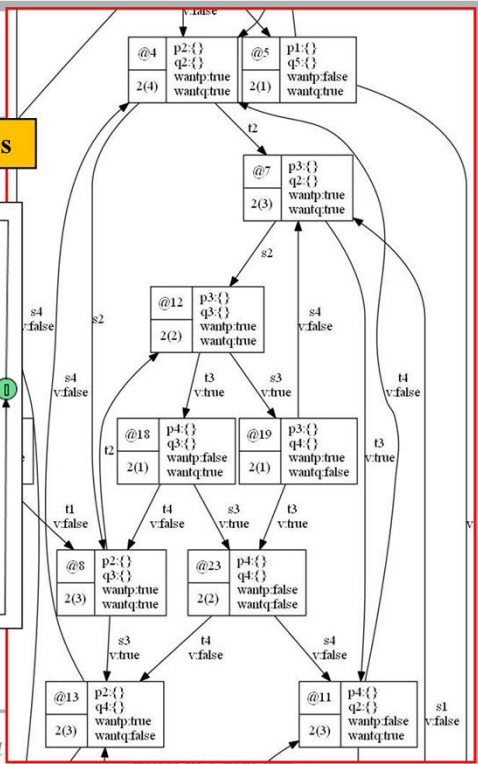 v:false
@4
2(4)
p2:{}
q2:{}
wantp:true
wantq:true
@5
2(1)
p1:{}
q5:{}
wantp:false
wantq:true
t2
s
@7
2(3)
p3:{}
q2:{}
wantp:true
wantq:true
s2
@12
2(2)
p3:{}
q3:{}
wantp:true
wantq:true
s4
v:false
s2
s4
v:false
s4
v:false
t4
v:false
t3
v:true
s3
v:true
@18
2(1)
p4:{}
q3:{}
wantp:false
wantq:true
@19
2(1)
p3:{}
q4:{}
wantp:true
wantq:false
t2
t3
v:true
t1
v:false
t4
v:false
s3
v:true
t3
v:true
v
@8
2(3)
p2:{}
q3:{}
wantp:true
wantq:true
@23
2(2)
p4:{}
q4:{}
wantp:false
wantq:false
s3
v:true
t4
v:false
s4
v:false
@13
2(3)
p2:{}
q4:{}
wantp:true
wantq:false
@11
2(3)
p4:{}
q2:{}
wantp:false
wantq:true
s1
v:false